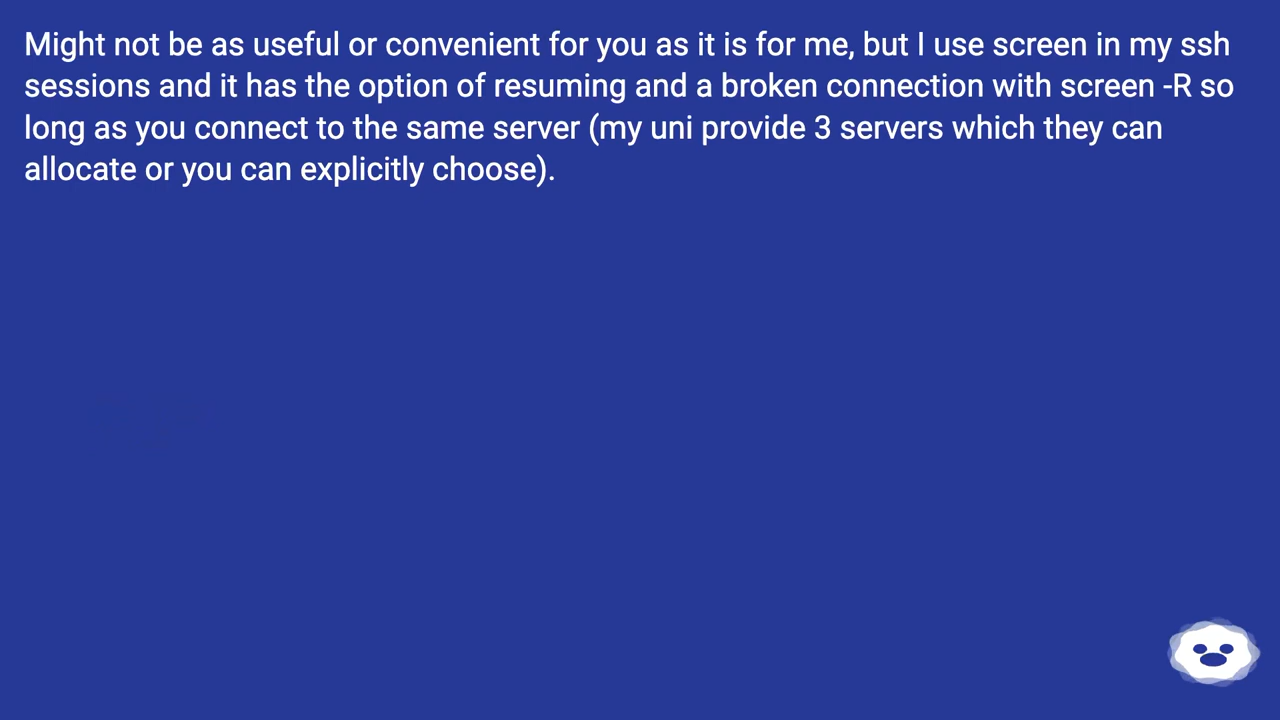 Might not be as useful or convenient for you as it is for me, but I use screen in my ssh
sessions and it has the option of resuming and a broken connection with screen -R so
long as you connect to the same server (my uni provide 3 servers which they can
allocate or you can explicitly choose).